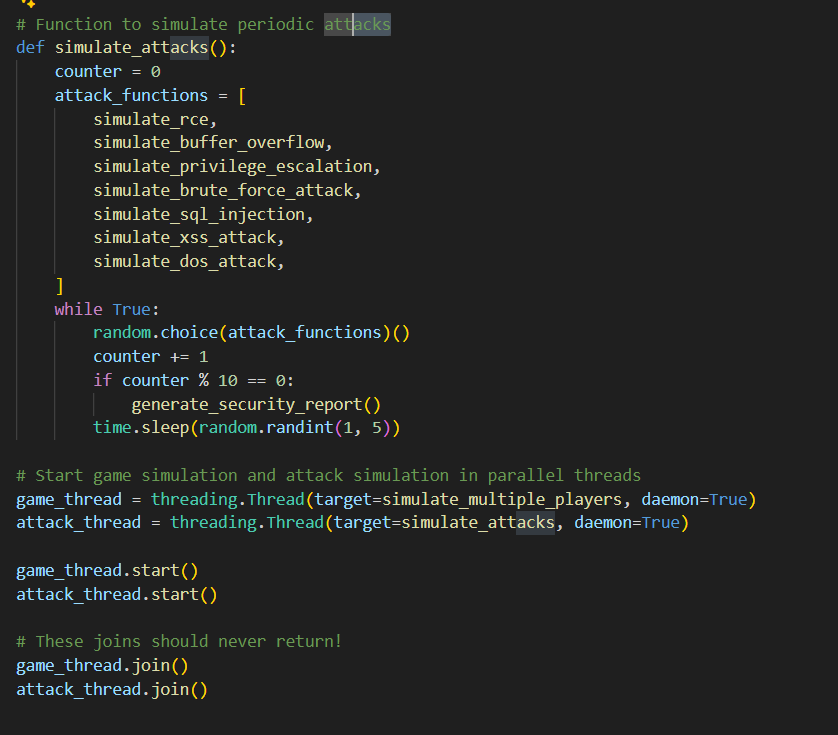 # Function to simulate periodic attacks
def simulate_attacks():
    counter = 0
    attack_functions = [
        simulate_rce,
        simulate_buffer_overflow,
        simulate_privilege_escalation,
        simulate_brute_force_attack,
        simulate_sql_injection,
        simulate_xss_attack,
        simulate_dos_attack,
    ]
    while True:
        random.choice(attack_functions)()
        counter += 1
        if counter % 10 == 0:
            generate_security_report()
        time.sleep(random.randint(1, 5))
# Start game simulation and attack simulation in parallel threads
game_thread = threading.Thread(target=simulate_multiple_players, daemon=True)
attack_thread = threading.Thread(target=simulate_attacks, daemon=True)
game_thread.start()
attack_thread.start()
# These joins should never return!
game_thread.join()
attack_thread.join()